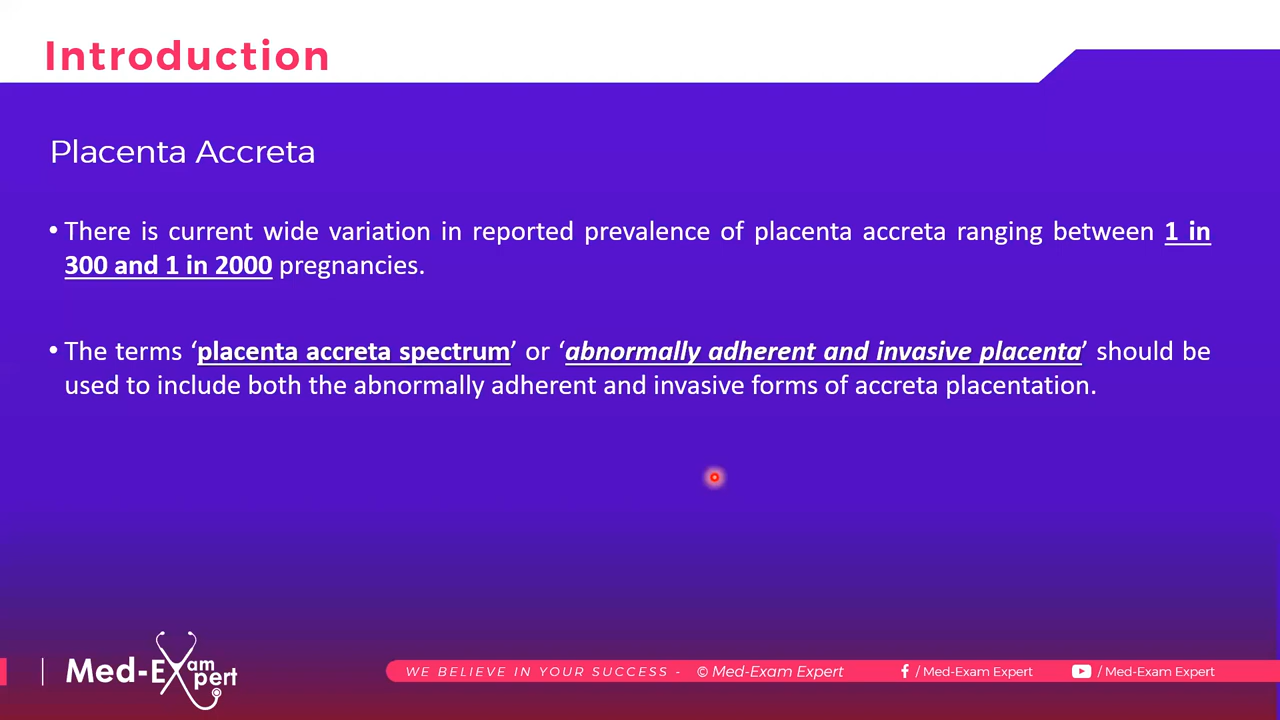 Introduction
Placenta Accreta
• There is current wide variation in reported prevalence of placenta accreta ranging between 1 in
300 and 1 in 2000 pregnancies.
• The terms ‘placenta accreta spectrum’ or ‘abnormally adherent and invasive placenta’ should be
used to include both the abnormally adherent and invasive forms of accreta placentation.
Med-Exam Expert
WE BELIEVE IN YOUR SUCCESS - © Med-Exam Expert
/ Med-Exam Expert
/ Med-Exam Expert